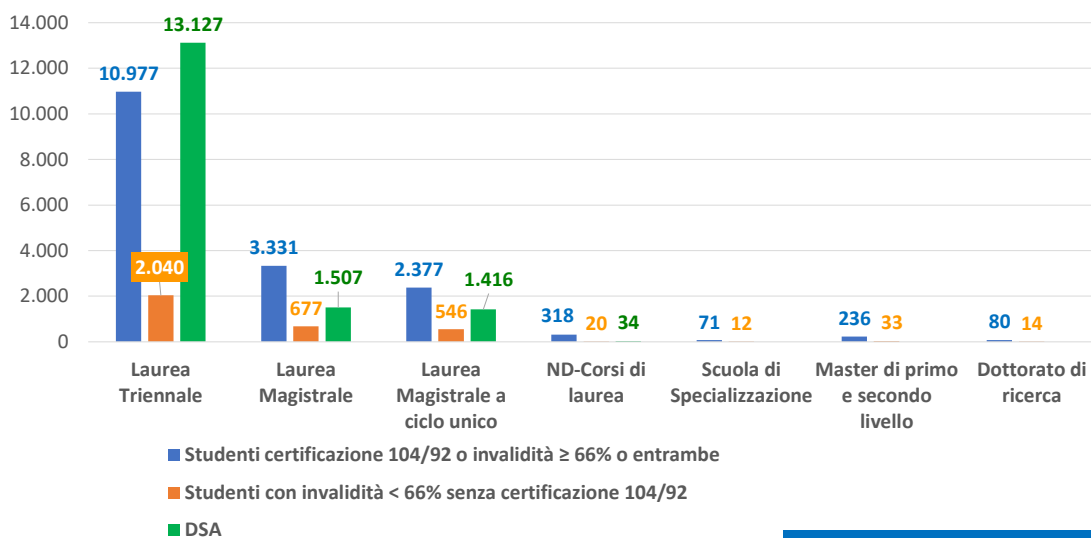 14.000
12.000
10.000
8.000
6.000
4.000
2.000
0
10.977
2.040
13.127
3.331
677
1.507
2.377
546
1.416
318
20
34
71
12
236
33
80
14
Laurea
Triennale
Laurea
Magistrale
Laurea
Magistrale a
ciclo unico
ND-Corsi di
laurea
Scuola di
Specializzazione
Master di primo
e secondo
livello
Dottorato di
ricerca
Studenti certificazione 104/92 o invalidità ≥ 66% o entrambe
Studenti con invalidità < 66% senza certificazione 104/92
DSA